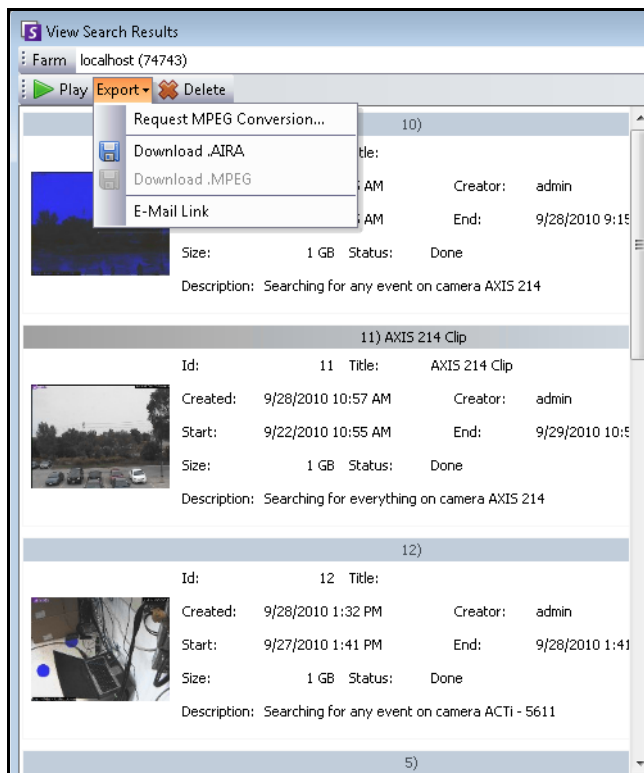 View Search Results
Farm localhost (74743)
Play Export Delete
Request MPEG Conversion...
Download .AIRA
Download .MPEG
E-Mail Link
10)
tle:
AM Creator: admin
AM End: 9/28/2010 9:15
Size: 1 GB Status: Done
Description: Searching for any event on camera AXIS 214
11) AXIS 214 Clip
Id: 11 Title: AXIS 214 Clip
Created: 9/28/2010 10:57 AM Creator: admin
Start: 9/22/2010 10:55 AM End: 9/29/2010 10:5
Size: 1 GB Status: Done
Description: Searching for everything on camera AXIS 214
12)
Id: 12 Title:
Created: 9/28/2010 1:32 PM Creator: admin
Start: 9/27/2010 1:41 PM End: 9/28/2010 1:41
Size: 1 GB Status: Done
Description: Searching for any event on camera ACTi - 5611
5)